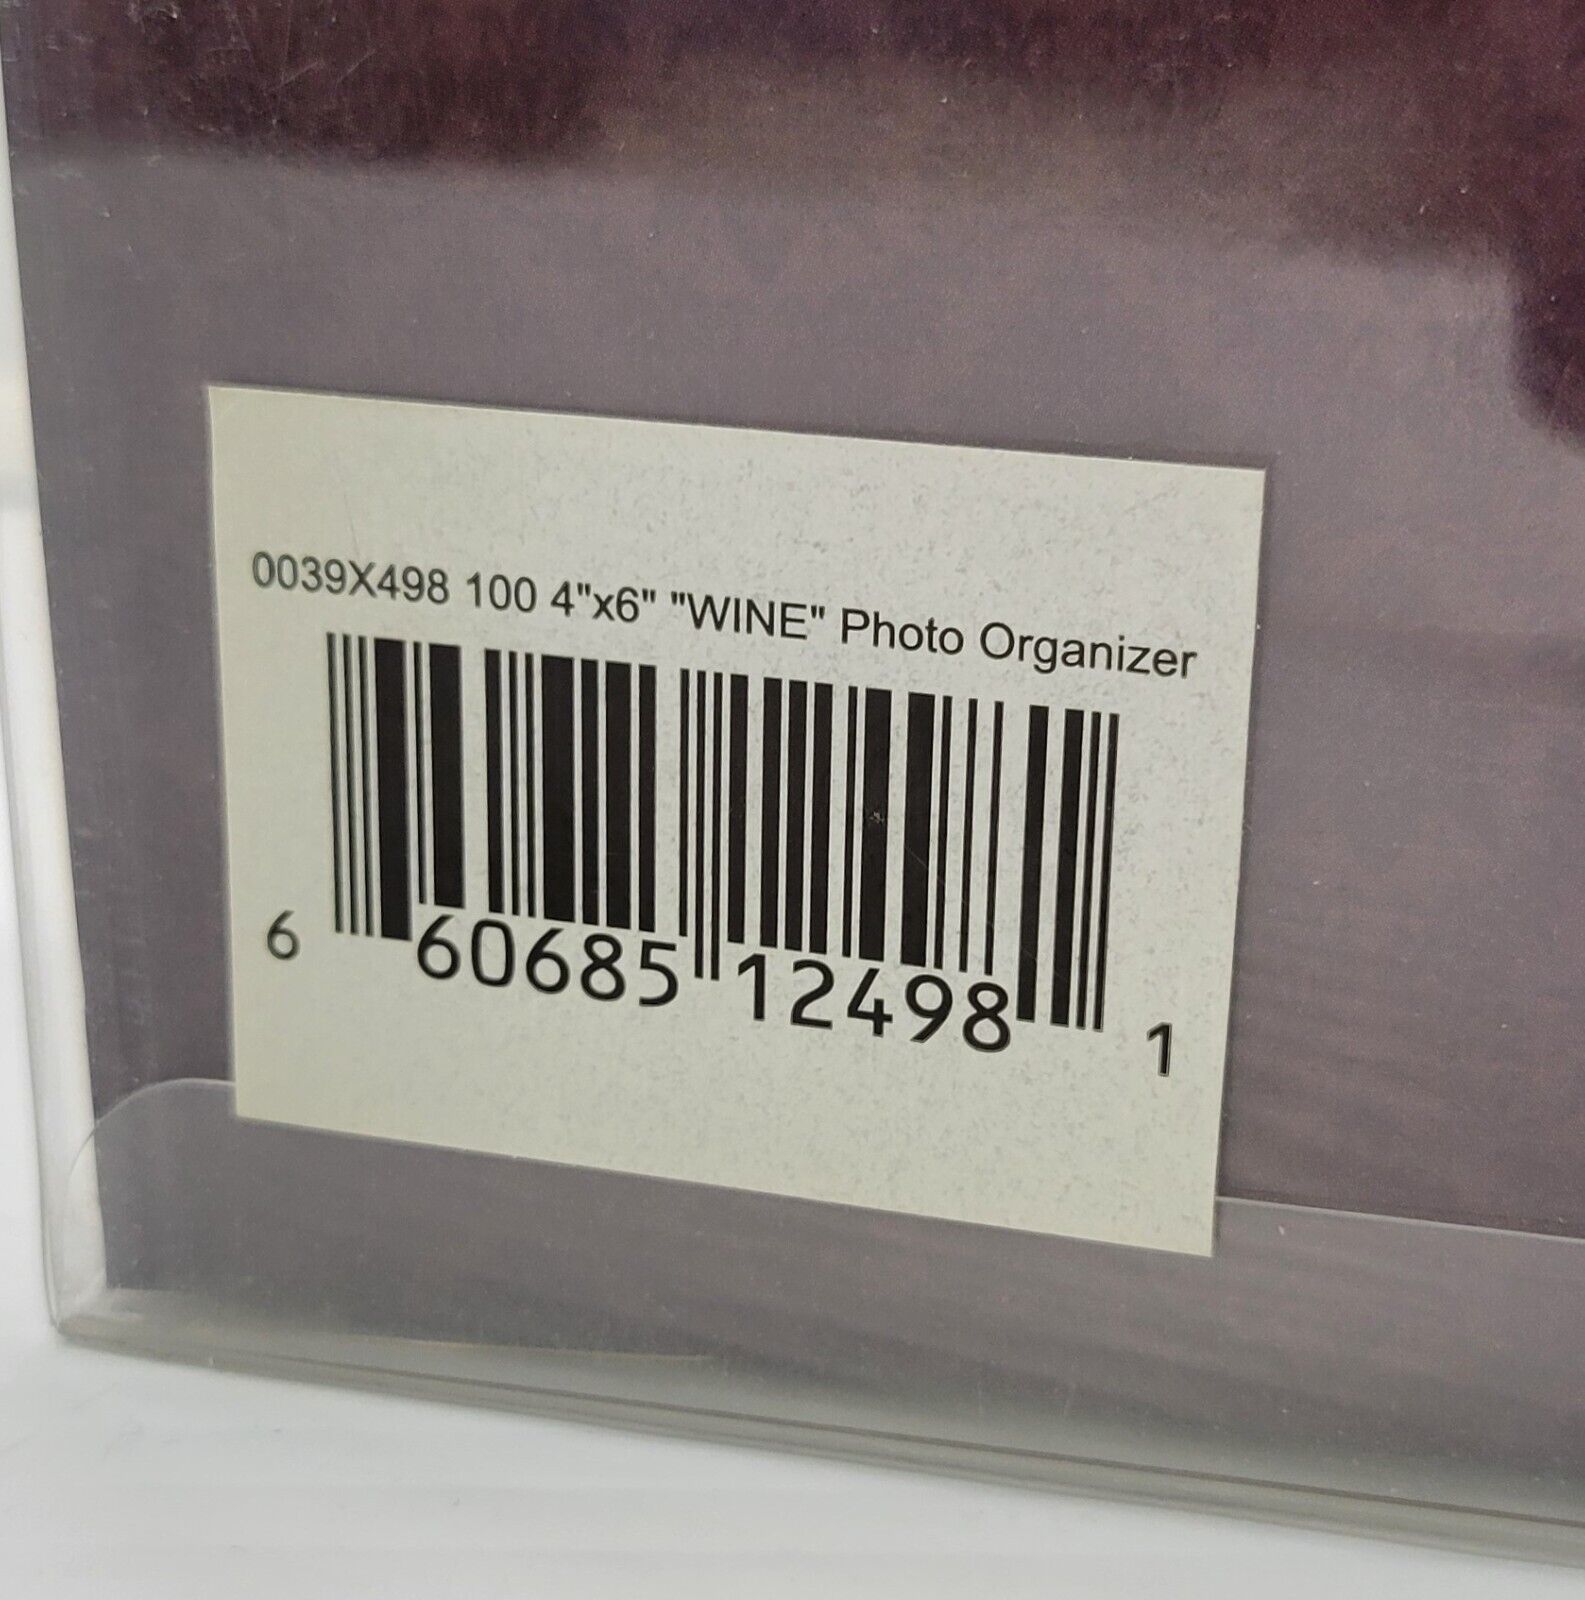 0039X498 100 4"x6" "WINE" Photo Organizer
6 60685 12498 1